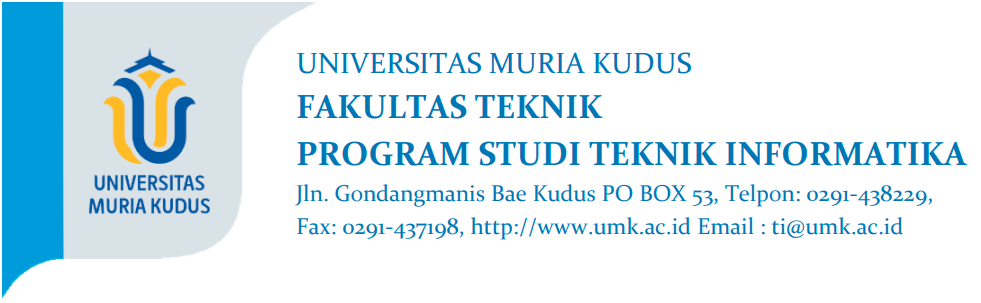 UNIVERSITAS MURIA KUDUS
FAKULTAS TEKNIK
PROGRAM STUDI TEKNIK INFORMATIKA
Jln. Gondangmanis Bae Kudus PO BOX 53, Telpon: 0291-438229,
Fax: 0291-437198, http://www.umk.ac.id Email : ti@umk.ac.id
UNIVERSITAS
MURIA KUDUS